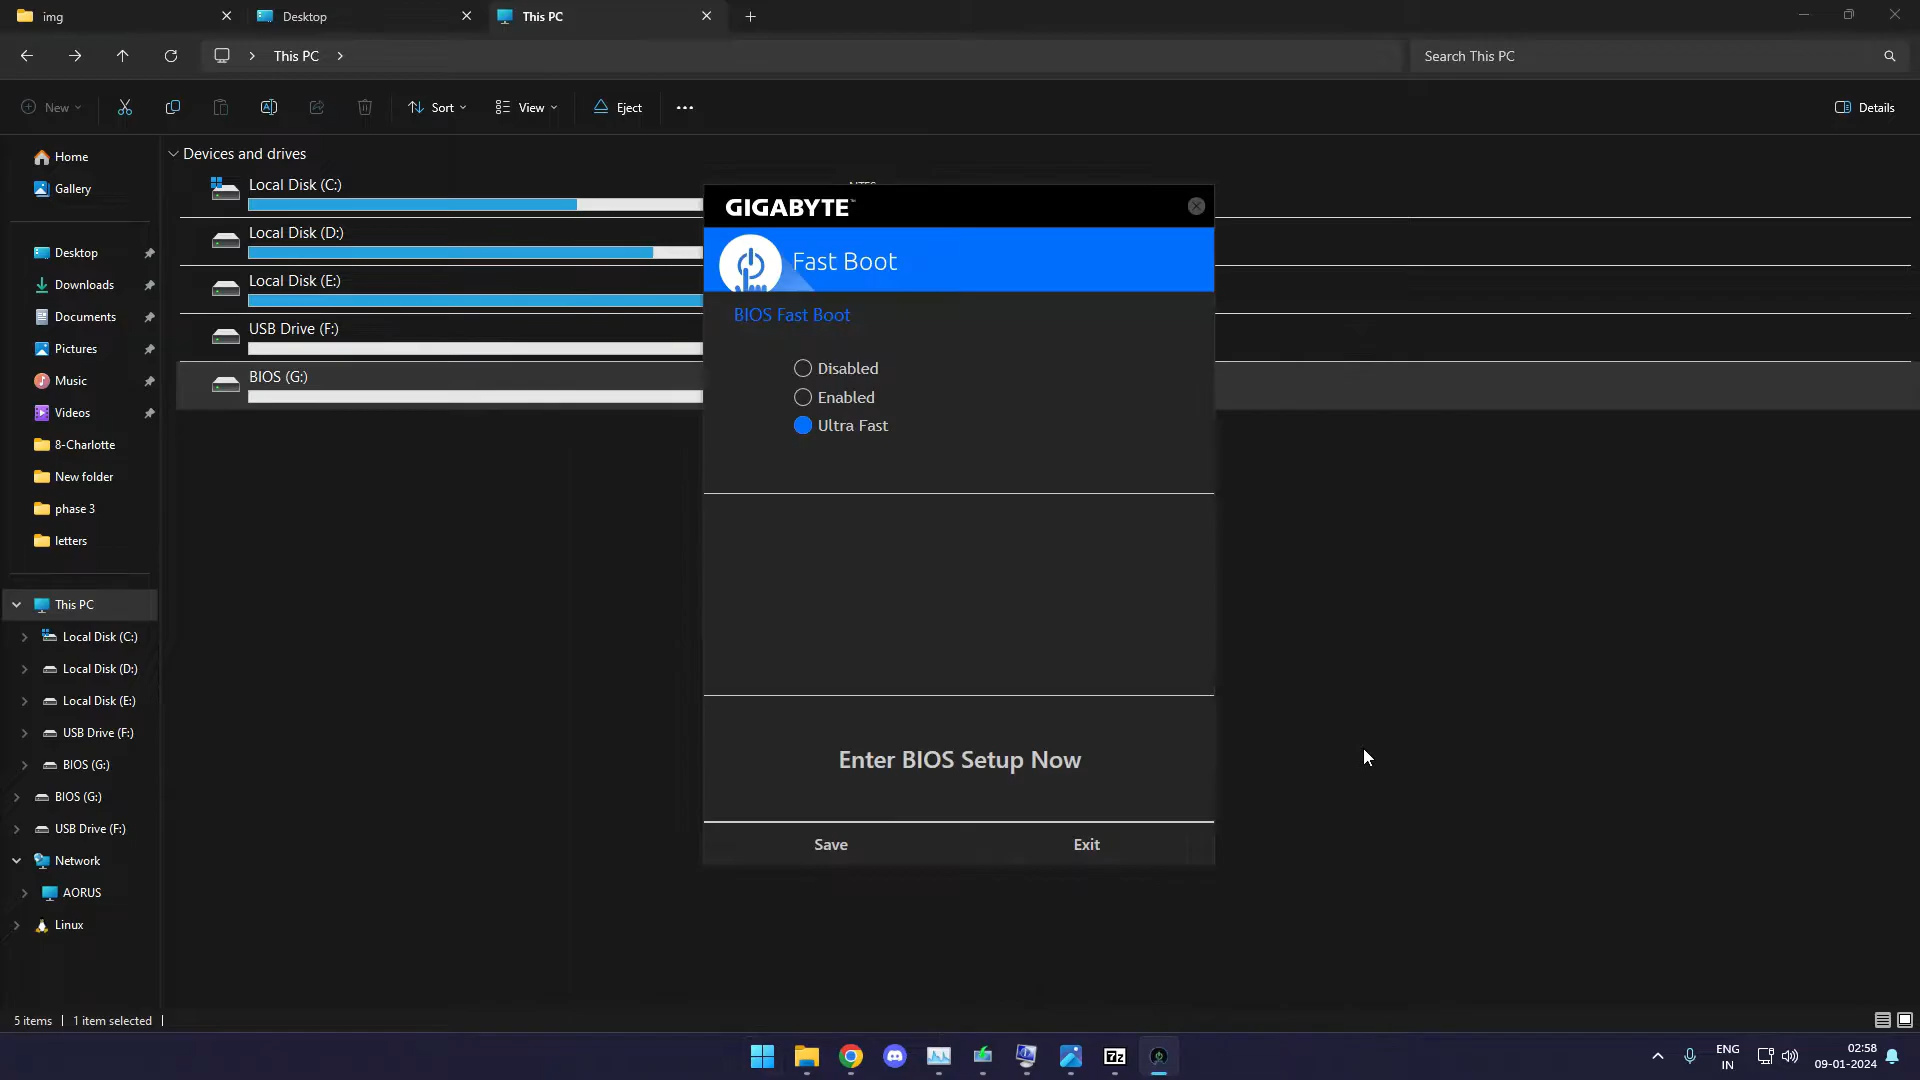 img
Desktop
This PC
This PC
Search This PC
New
Sort
View
Eject
Details
Home
Gallery
Desktop
Downloads
Documents
Pictures
Music
Videos
8-Charlotte
New folder
phase 3
letters
This PC
Local Disk (C:)
Local Disk (D:)
Local Disk (E:)
USB Drive (F:)
BIOS (G:)
BIOS (G:)
USB Drive (F:)
Network
AORUS
Linux
Devices and drives
Local Disk (C:)
Local Disk (D:)
Local Disk (E:)
USB Drive (F:)
BIOS (G:)
GIGABYTE™
Fast Boot
BIOS Fast Boot
Disabled
Enabled
Ultra Fast
Enter BIOS Setup Now
Save Exit
5 items 1 item selected
7z
ENG
IN
02:58
09-01-2024